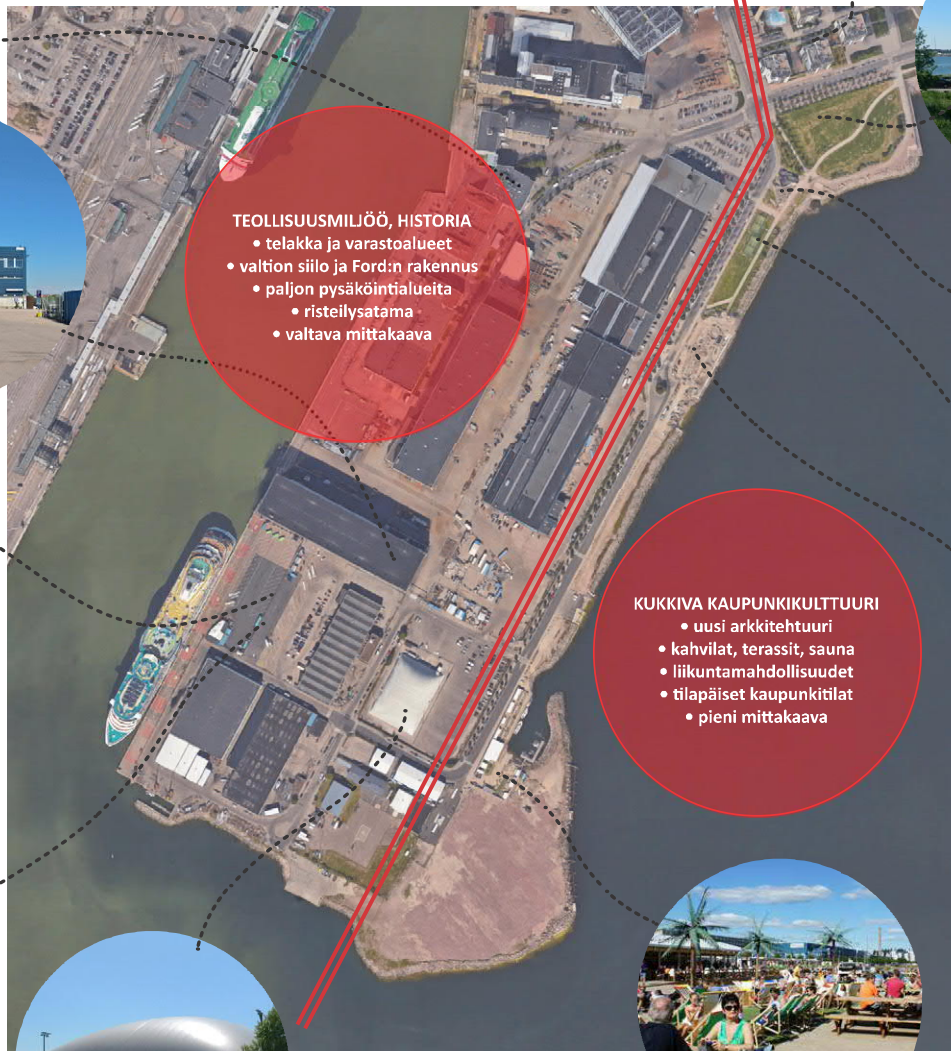 TEOLLISUUSMILJÖÖ, HISTORIA
• telakka ja varastoalueet
• valtion siilo ja Ford:n rakennus
• paljon pysäköintialueita
• risteilysatama
• valtava mittakaava
KUKKIVA KAUPUNKIKULTTUURI
• uusi arkkitehtuuri
• kahvilat, terassit, sauna
• liikuntamahdollisuudet
• tilapäiset kaupunkitilat
• pieni mittakaava